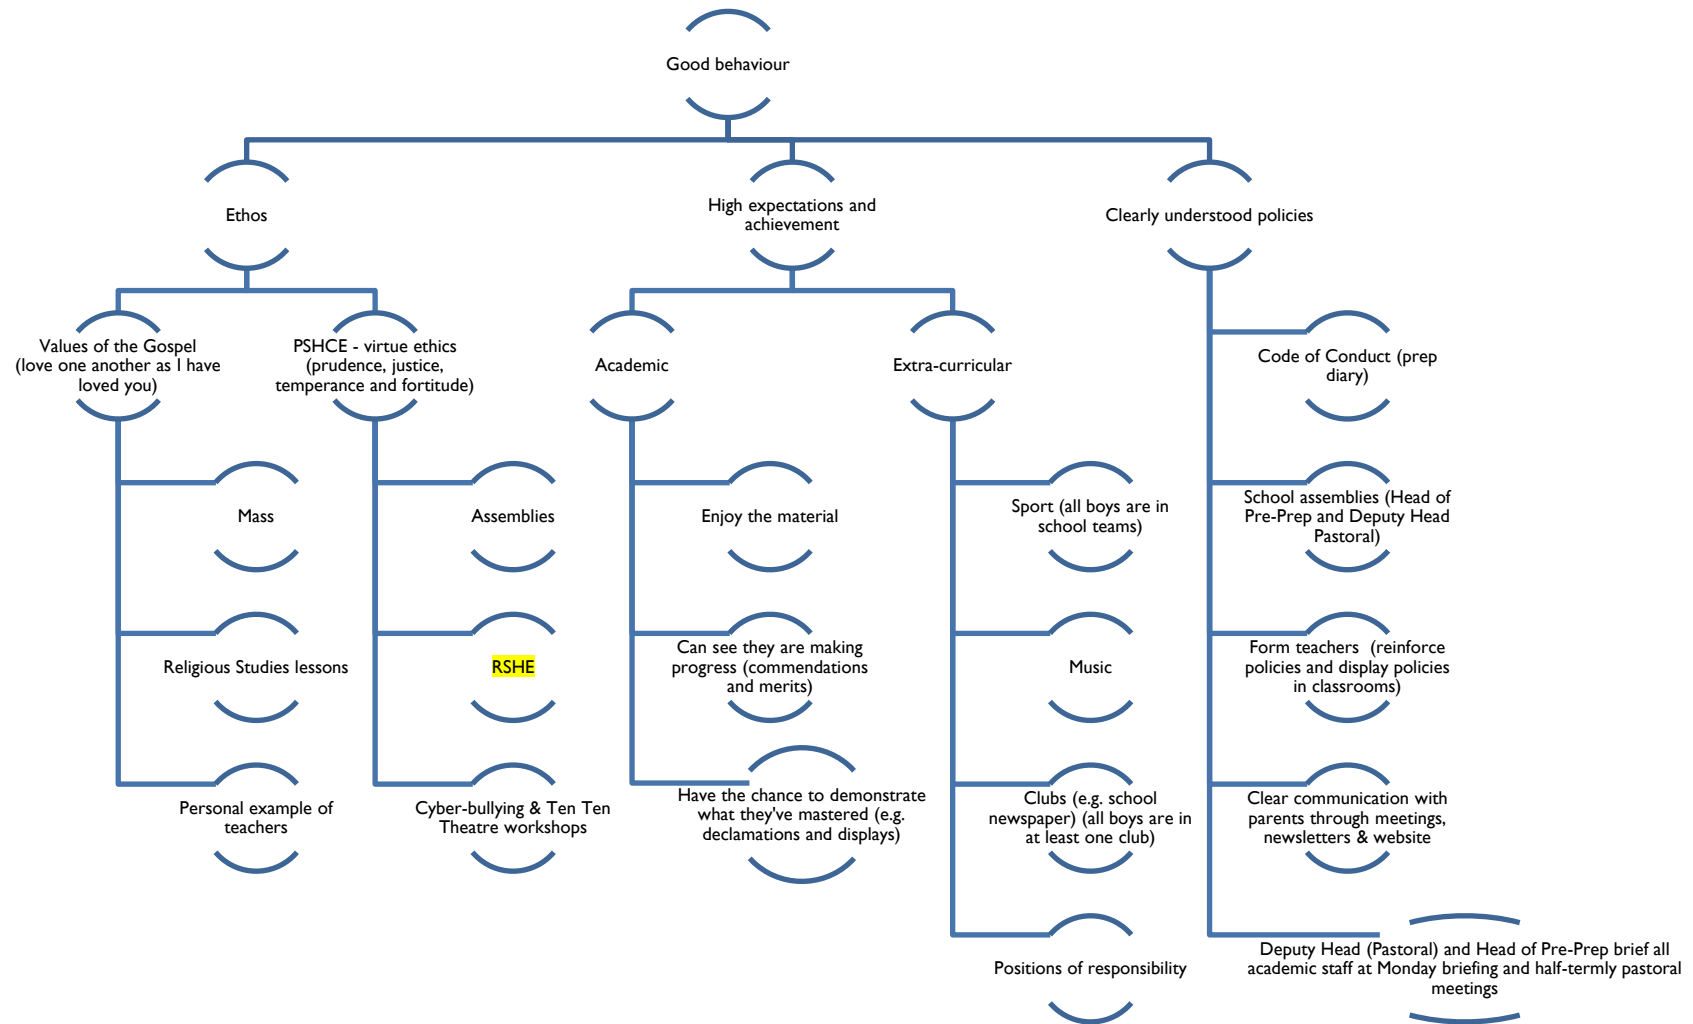 Good behaviour
Ethos
High expectations and
achievement
Clearly understood policies
Values of the Gospel
(love one another as I have
loved you)
PSHCE - virtue ethics
(prudence, justice,
temperance and fortitude)
Academic
Extra-curricular
Code of Conduct (prep
diary)
Mass
Assemblies
Enjoy the material
Sport (all boys are in
school teams)
School assemblies (Head of
Pre-Prep and Deputy Head
Pastoral)
Religious Studies lessons
RSHE
Can see they are making
progress (commendations
and merits)
Music
Form teachers  (reinforce
policies and display policies
in classrooms)
Personal example of
teachers
Cyber-bullying & Ten Ten
Theatre workshops
Have the chance to demonstrate
what they've mastered (e.g.
declamations and displays)
Clubs (e.g. school
newspaper) (all boys are in
at least one club)
Clear communication with
parents through meetings,
newsletters & website
Positions of responsibility
Deputy Head (Pastoral) and Head of Pre-Prep brief all
academic staff at Monday briefing and half-termly pastoral
meetings